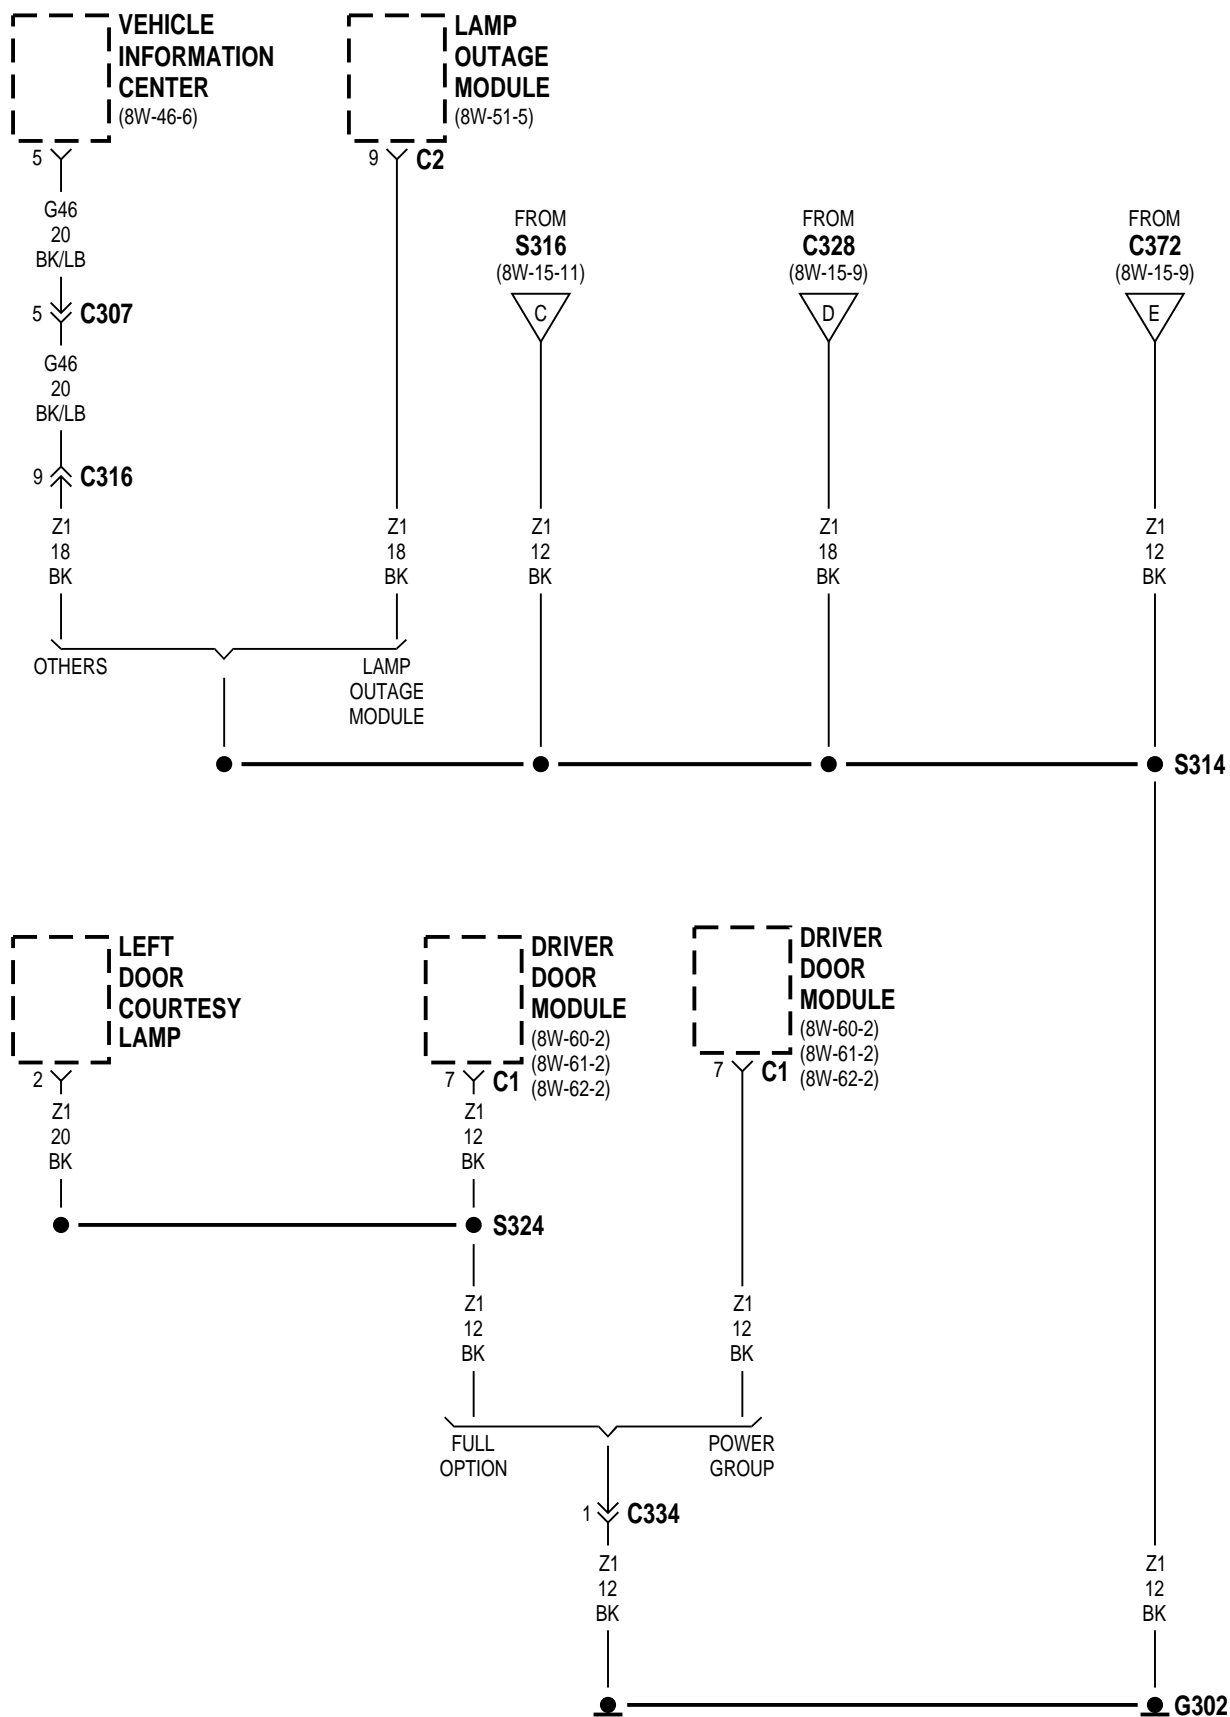 VEHICLE
INFORMATION
CENTER
(8W-46-6)
LAMP
OUTAGE
MODULE
(8W-51-5)
5
9
C2
G46
20
BK/LB
FROM
S316
(8W-15-11)
C
FROM
C328
(8W-15-9)
D
FROM
C372
(8W-15-9)
E
5
C307
G46
20
BK/LB
9
C316
Z1
18
BK
Z1
18
BK
Z1
12
BK
Z1
18
BK
Z1
12
BK
OTHERS
LAMP
OUTAGE
MODULE
S314
LEFT
DOOR
COURTESY
LAMP
DRIVER
DOOR
MODULE
(8W-60-2)
(8W-61-2)
(8W-62-2)
DRIVER
DOOR
MODULE
(8W-60-2)
(8W-61-2)
(8W-62-2)
2
7
C1
7
C1
Z1
20
BK
Z1
12
BK
S324
Z1
12
BK
Z1
12
BK
FULL
OPTION
POWER
GROUP
1
C334
Z1
12
BK
Z1
12
BK
G302